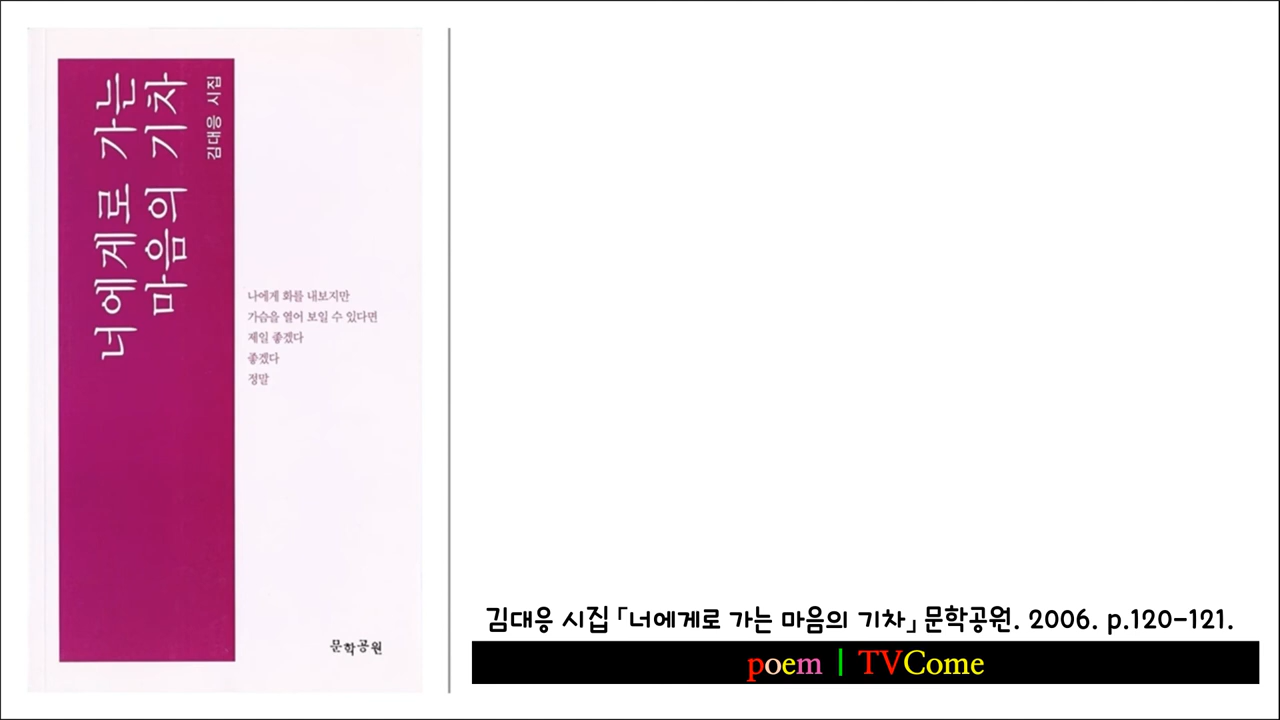 너에게로 가는
마음의 기차
김대응 시집
나에게 화를 내보지만
가슴을 열어 보일 수 있다면
제일 좋겠다
좋겠다
정말
문학공원
김대응 시집 「너에게로 가는 마음의 기차」 문학공원. 2006. p.120-121.
poem | TVCome